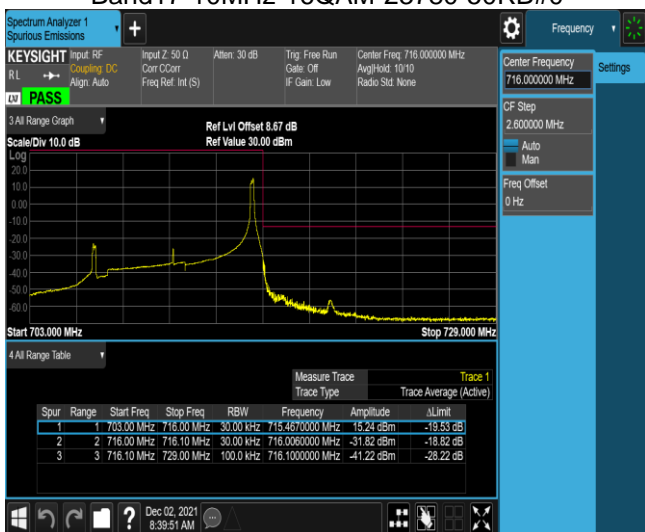 Spectrum Analyzer 1
Spurious Emissions
Frequency
KEYSIGHT Input: RF
RL
Coupling: DC
Align: Auto
Input Z: 50 Ω
Corr CCorr
Freq Ref: Int (S)
Atten: 30 dB
Trig: Free Run
Gate: Off
IF Gain: Low
Center Freq: 716.000000 MHz
Avg|Hold: 10/10
Radio Std: None
LXI PASS
Center Frequency
716.000000 MHz
Settings
CF Step
2.600000 MHz
Auto
Man
Freq Offset
0 Hz
3 All Range Graph
Ref Lvl Offset 8.67 dB
Scale/Div 10.0 dB
Ref Value 30.00 dBm
Log
20.0
10.0
0.00
-10.0
-20.0
-30.0
-40.0
-50.0
-60.0
Start 703.000 MHz
Stop 729.000 MHz
4 All Range Table
Measure Trace Trace 1
Trace Type Trace Average (Active)
Spur Range Start Freq Stop Freq RBW Frequency Amplitude ΔLimit
1 1 703.00 MHz 716.00 MHz 30.00 kHz 715.4670000 MHz 15.24 dBm -19.53 dB
2 2 716.00 MHz 716.10 MHz 30.00 kHz 716.0060000 MHz -31.82 dBm -18.82 dB
3 3 716.10 MHz 729.00 MHz 100.0 kHz 716.1000000 MHz -41.22 dBm -28.22 dB
Dec 02, 2021
8:39:51 AM